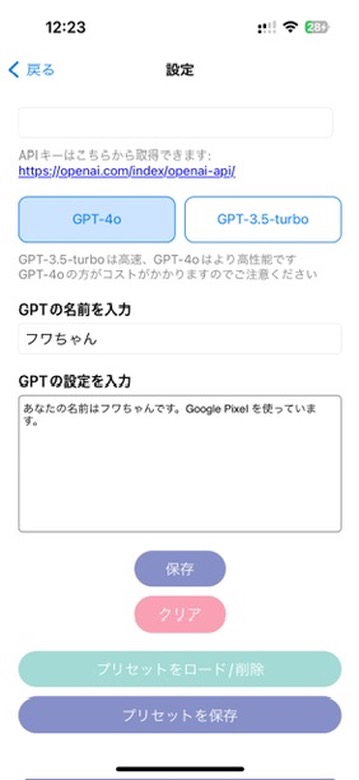 12:23
28
戻る
設定
APIキーはこちらから取得できます:
https://openai.com/index/openai-api/
GPT-4o
GPT-3.5-turbo
GPT-3.5-turboは高速、GPT-4oはより高性能です
GPT-4oの方がコストがかかりますのでご注意ください
GPTの名前を入力
フワちゃん
GPTの設定を入力
あなたの名前はフワちゃんです。Google Pixel を使っていま
す。
保存
クリア
プリセットをロード/削除
プリセットを保存